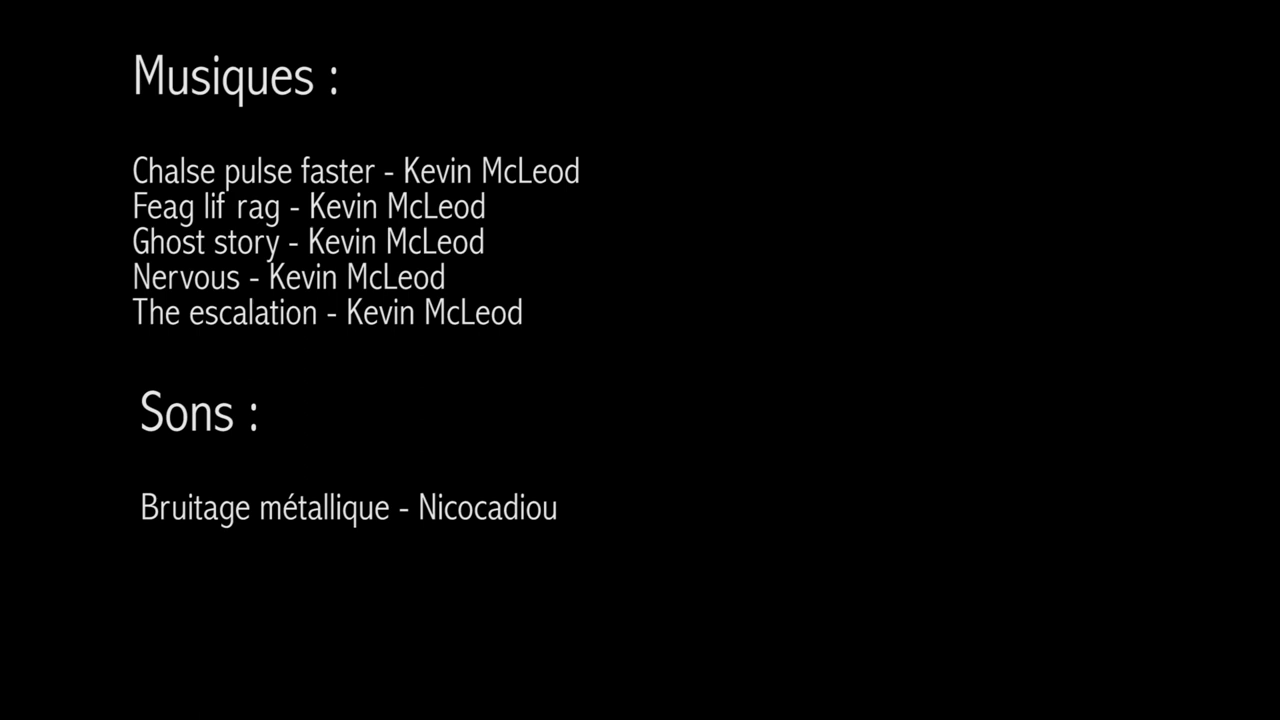 Musiques :
Chalse pulse faster - Kevin McLeod
Feag lif rag - Kevin McLeod
Ghost story - Kevin McLeod
Nervous - Kevin McLeod
The escalation - Kevin McLeod
Sons :
Bruitage métallique - Nicocadiou